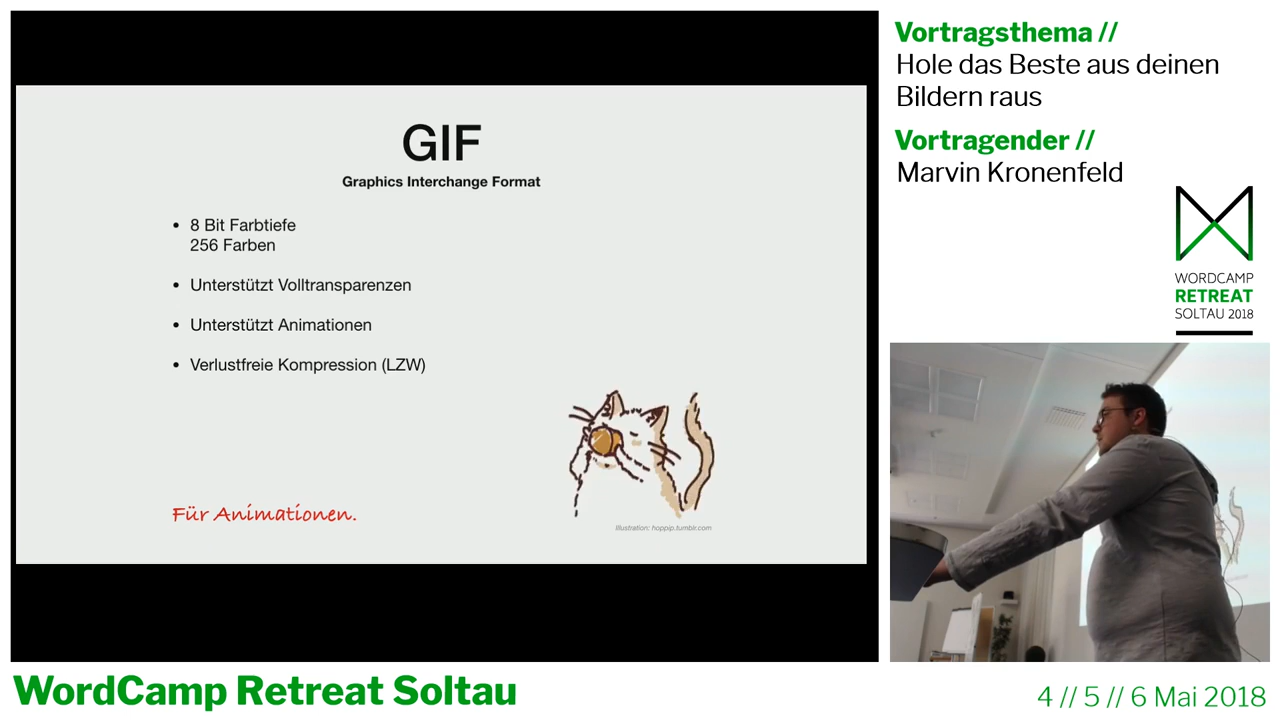 GIF
Graphics Interchange Format
• 8 Bit Farbtiefe
256 Farben
• Unterstützt Volltransparenzen
• Unterstützt Animationen
• Verlustfreie Kompression (LZW)
Für Animationen.
Illustration: hoppip.tumblr.com
Vortragsthema //
Hole das Beste aus deinen
Bildern raus
Vortragender //
Marvin Kronenfeld
WORDCAMP
RETREAT
SOLTAU 2018
WordCamp Retreat Soltau
4 // 5 // 6 Mai 2018